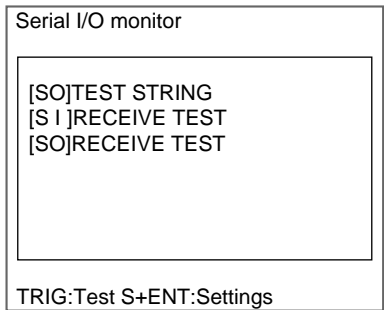 Serial I/O monitor
[SO]TEST STRING
[S I ]RECEIVE TEST
[SO]RECEIVE TEST
TRIG:Test S+ENT:Settings